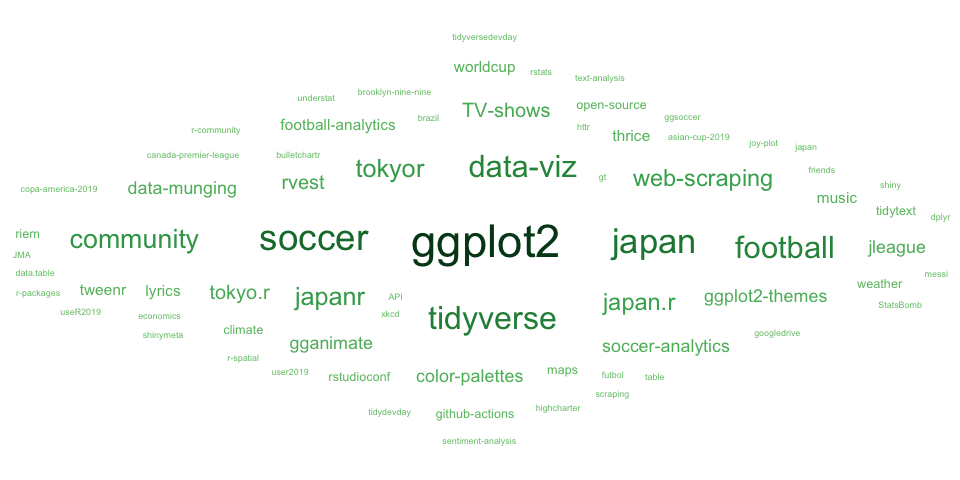 tidyversedevday
worldcup rstats text-analysis
understat brooklyn-nine-nine TV-shows open-source
r-community football-analytics brazil httr thrice ggsoccer asian-cup-2019 joy-plot japan
canada-premier-league bulletchartr tokyor data-viz gt web-scraping friends
copa-america-2019 data-munging rvest music shiny
tidytext dplyr
riem community soccer ggplot2 japan football jleague
JMA
data.table weather messi
r-packages tweenr lyrics tokyo.r japanr API japan.r ggplot2-themes StatsBomb
useR2019 economics xkcd tidyverse
shinymeta climate gganimate soccer-analytics googledrive
r-spatial
user2019 rstudioconf color-palettes maps futbol table
scraping
tidydevday github-actions highcharter
sentiment-analysis